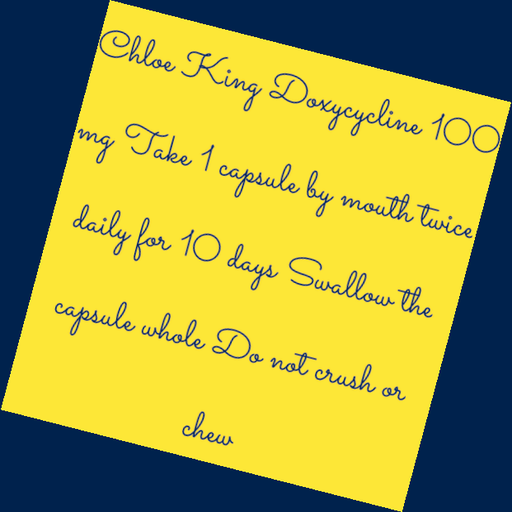 Chloe King Doxycycline 100
mg Take 1 capsule by mouth twice
daily for 10 days Swallow the
capsule whole Do not crush or
chew